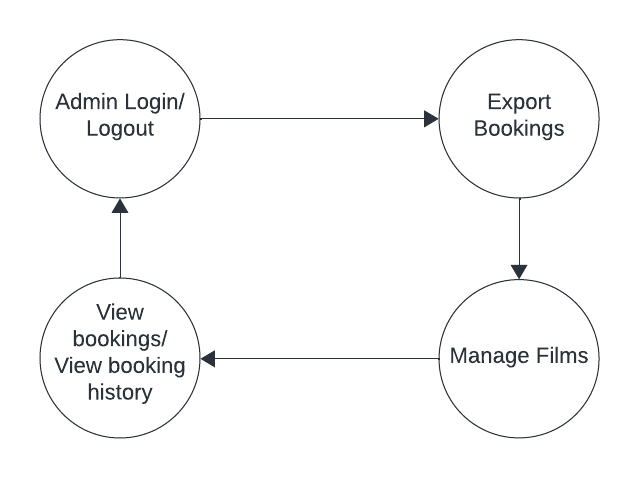 Admin Login/
Logout
Export
Bookings
View
bookings/
View booking
history
Manage Films